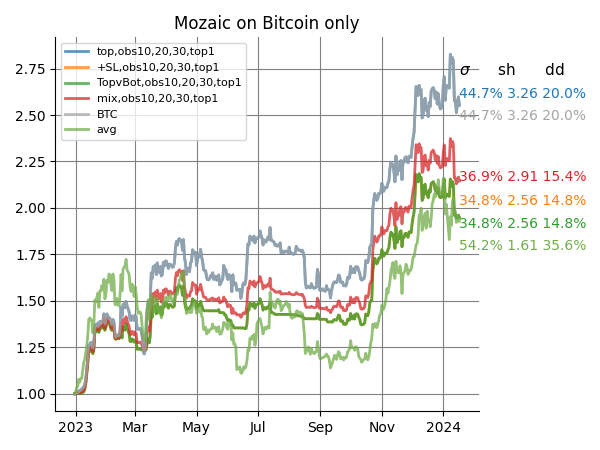 Mozaic on Bitcoin only
top,obs10,20,30,top1
+SL,obs10,20,30,top1
TopvBot,obs10,20,30,top1
mix,obs10,20,30,top1
BTC
avg
σ sh dd
44.7% 3.26 20.0%
44.7% 3.26 20.0%
36.9% 2.91 15.4%
34.8% 2.56 14.8%
34.8% 2.56 14.8%
54.2% 1.61 35.6%
2.75
2.50
2.25
2.00
1.75
1.50
1.25
1.00
2023 Mar May Jul Sep Nov 2024